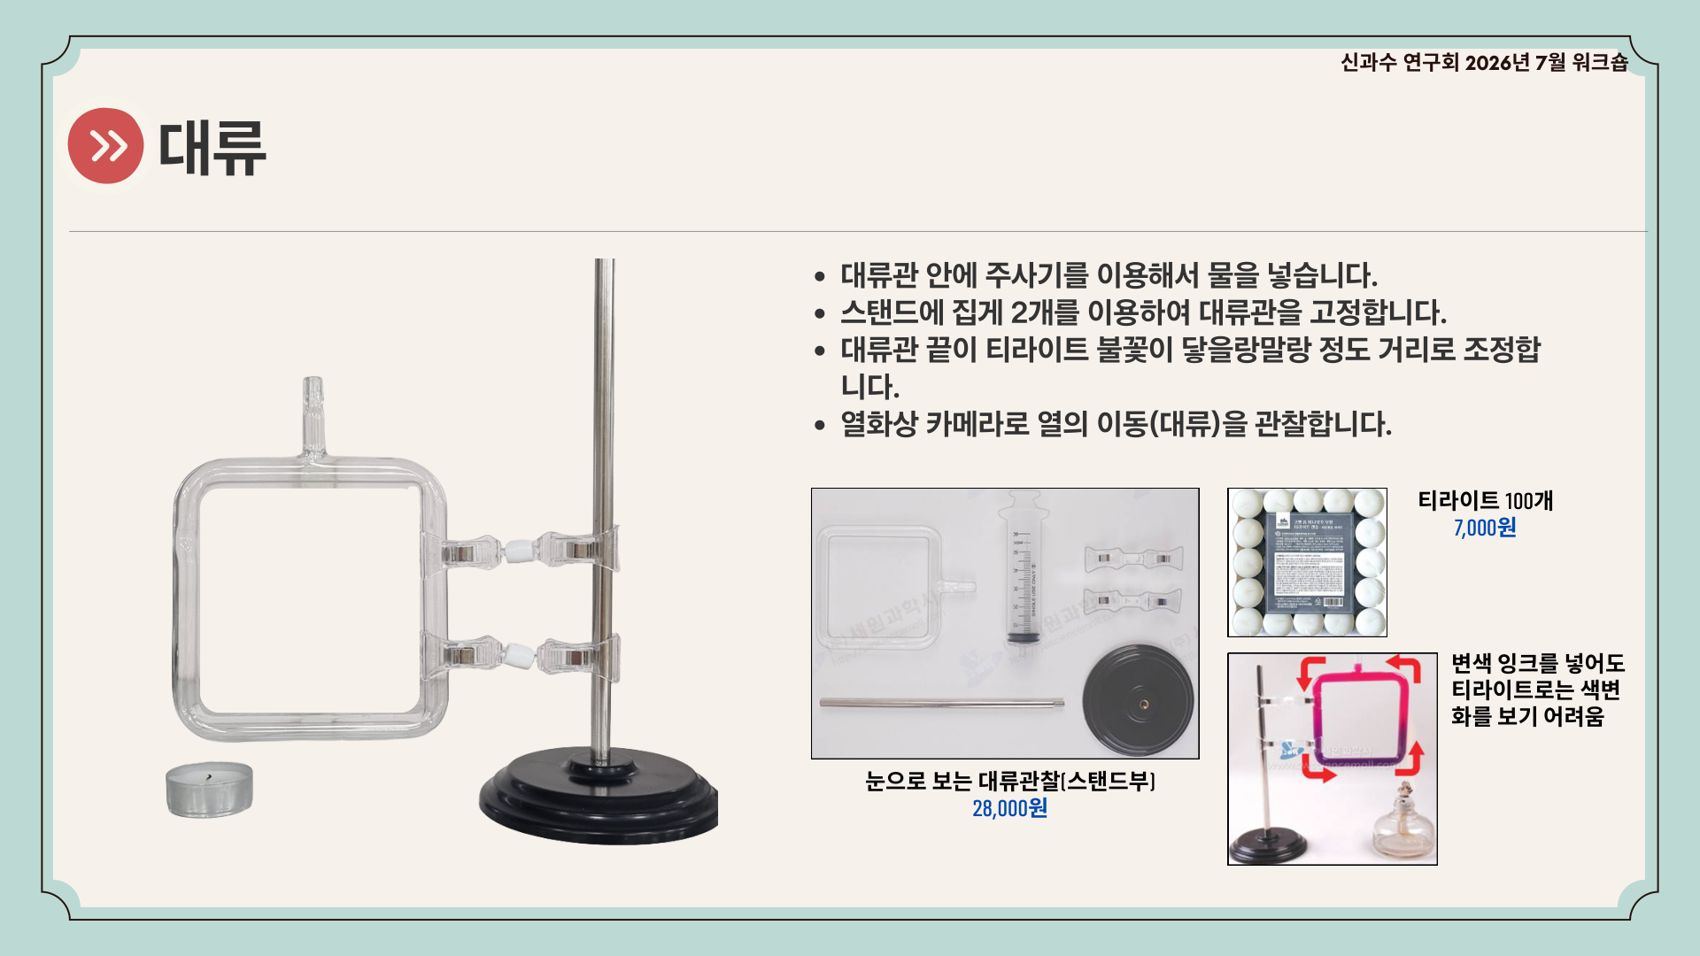 신과수 연구회 2026년 7월 워크숍
대류
• 대류관 안에 주사기를 이용해서 물을 넣습니다.
• 스탠드에 집게 2개를 이용하여 대류관을 고정합니다.
• 대류관 끝이 티라이트 불꽃이 닿을랑말랑 정도 거리로 조정합
니다.
• 열화상 카메라로 열의 이동(대류)을 관찰합니다.
티라이트 100개
7,000원
변색 잉크를 넣어도
티라이트로는 색변
화를 보기 어려움
눈으로 보는 대류관찰(스탠드부)
28,000원